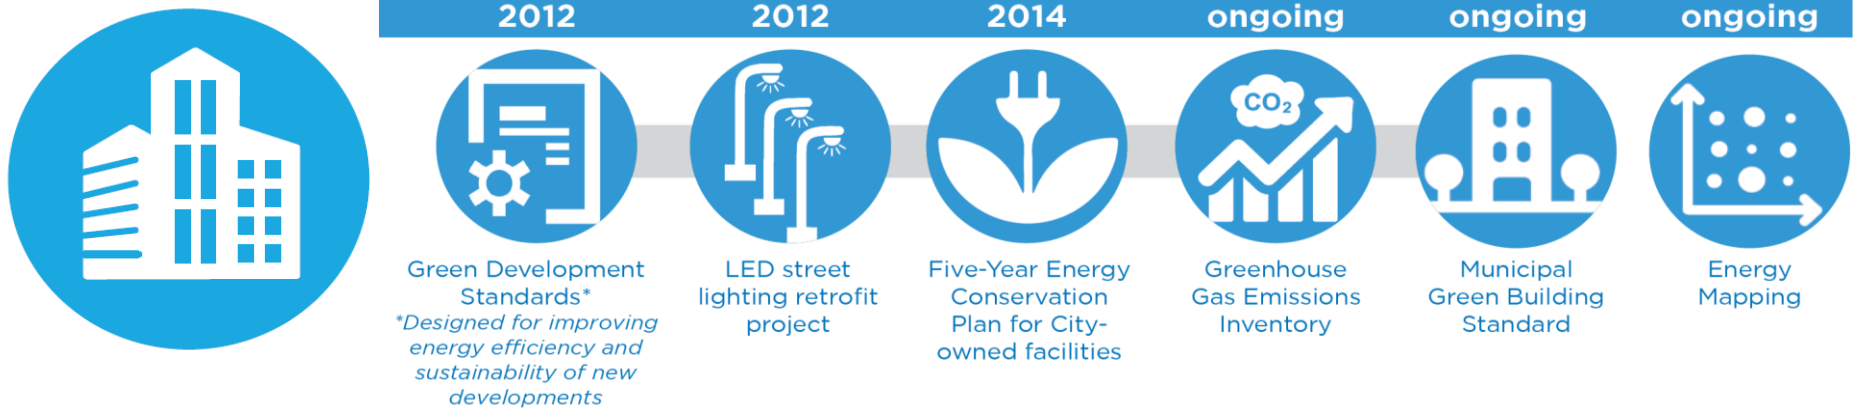 2012
Green Development
Standards*
*Designed for improving
energy efficiency and
sustainability of new
developments
2012
LED street
lighting retrofit
project
2014
Five-Year Energy
Conservation
Plan for City-
owned facilities
ongoing
CO₂
Greenhouse
Gas Emissions
Inventory
ongoing
Municipal
Green Building
Standard
ongoing
Energy
Mapping